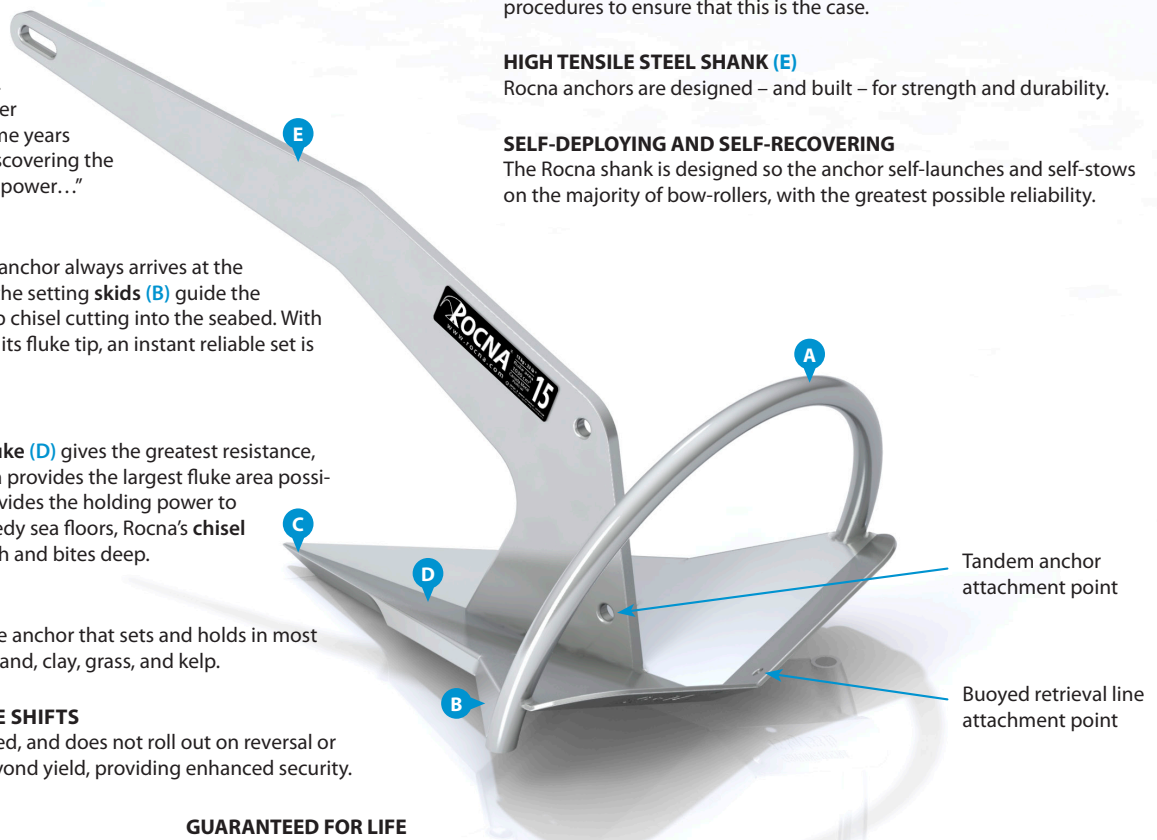 er
me years
scovering the
power…”
anchor always arrives at the
he setting skids (B) guide the
o chisel cutting into the seabed. With
its fluke tip, an instant reliable set is
uke (D) gives the greatest resistance,
a provides the largest fluke area possi-
vides the holding power to
edy sea floors, Rocna’s chisel
h and bites deep.
e anchor that sets and holds in most
and, clay, grass, and kelp.
E SHIFTS
ed, and does not roll out on reversal or
yond yield, providing enhanced security.
GUARANTEED FOR LIFE
procedures to ensure that this is the case.
HIGH TENSILE STEEL SHANK (E)
Rocna anchors are designed – and built – for strength and durability.
SELF-DEPLOYING AND SELF-RECOVERING
The Rocna shank is designed so the anchor self-launches and self-stows
on the majority of bow-rollers, with the greatest possible reliability.
E
ROCNA
www.rocna.com
15
A
C
D
B
Tandem anchor
attachment point
Buoyed retrieval line
attachment point